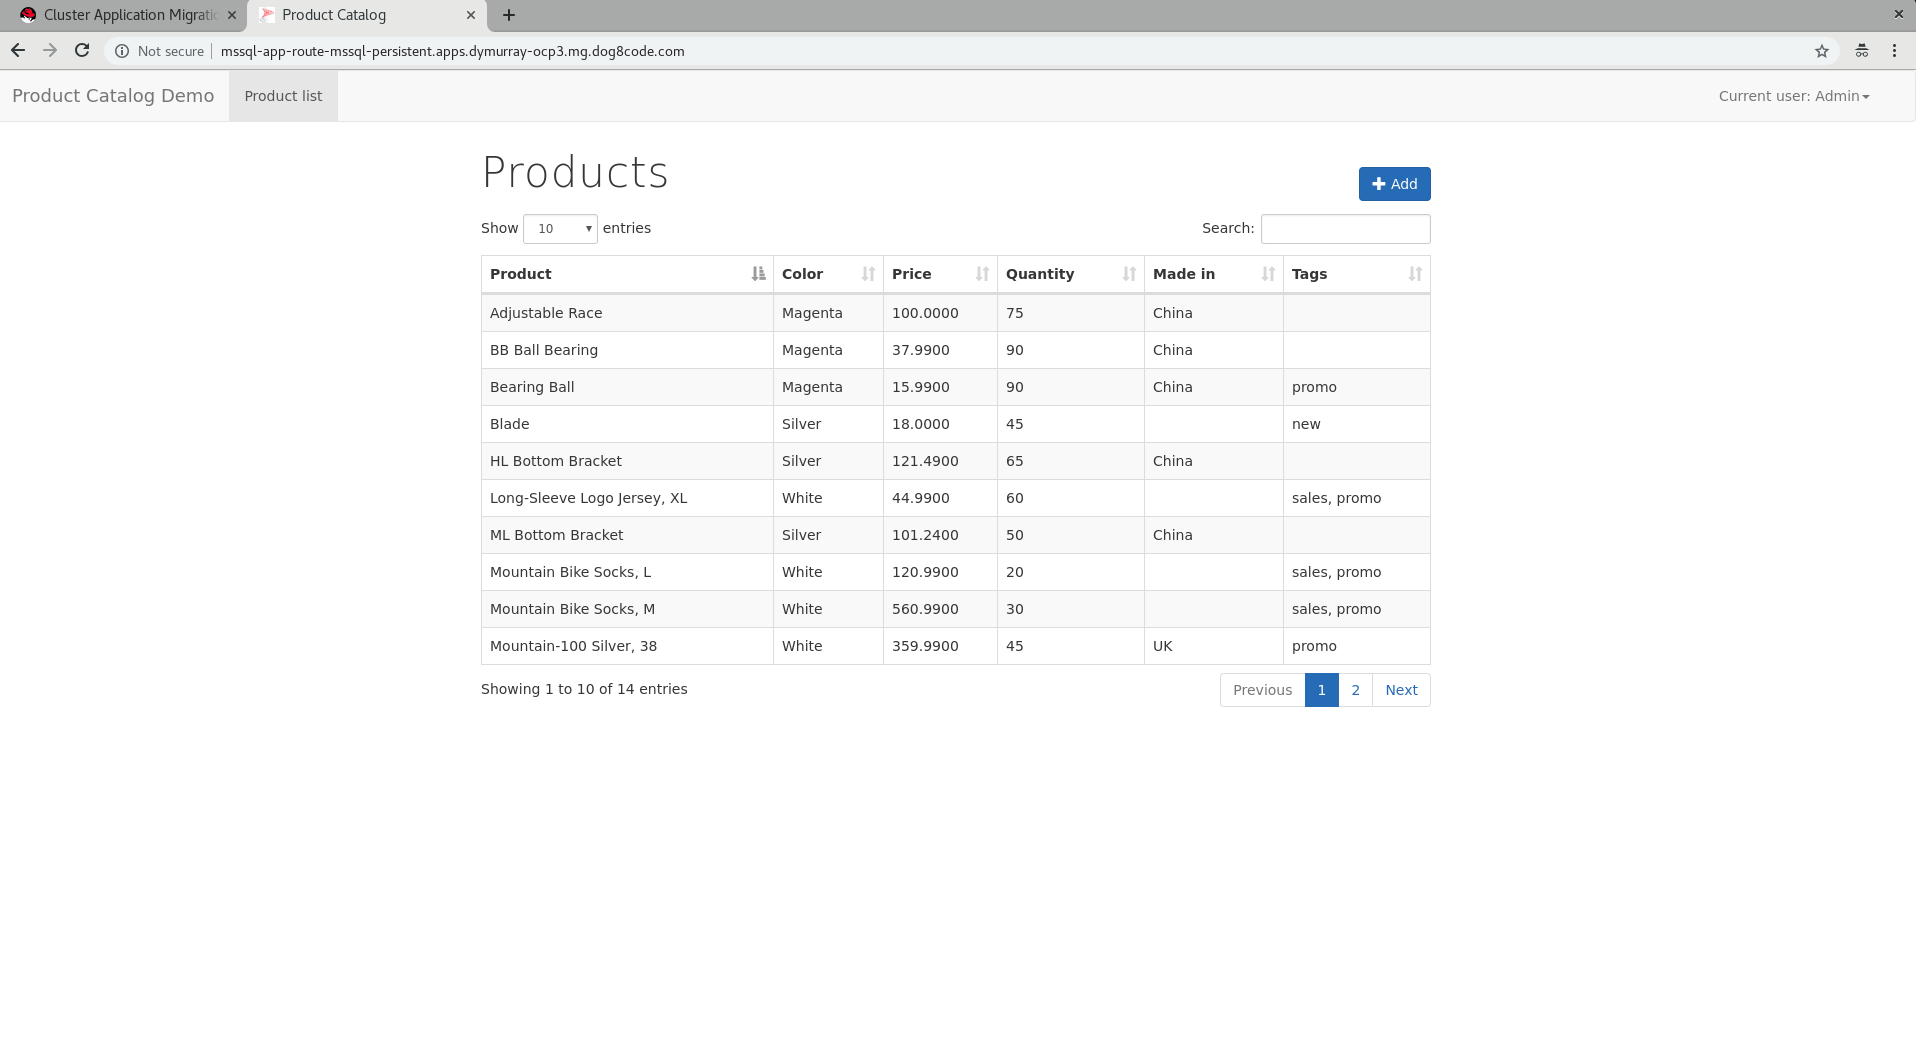 Cluster Application Migratic
Product Catalog
Not secure mssql-app-route-mssql-persistent.apps.dymurray-ocp3.mg.dog8code.com
Product Catalog Demo Product list Current user: Admin
Products
Add
Show 10 entries Search:
Product Color Price Quantity Made in Tags
Adjustable Race Magenta 100.0000 75 China
BB Ball Bearing Magenta 37.9900 90 China
Bearing Ball Magenta 15.9900 90 China promo
Blade Silver 18.0000 45 new
HL Bottom Bracket Silver 121.4900 65 China
Long-Sleeve Logo Jersey, XL White 44.9900 60 sales, promo
ML Bottom Bracket Silver 101.2400 50 China
Mountain Bike Socks, L White 120.9900 20 sales, promo
Mountain Bike Socks, M White 560.9900 30 sales, promo
Mountain-100 Silver, 38 White 359.9900 45 UK promo
Showing 1 to 10 of 14 entries Previous 1 2 Next